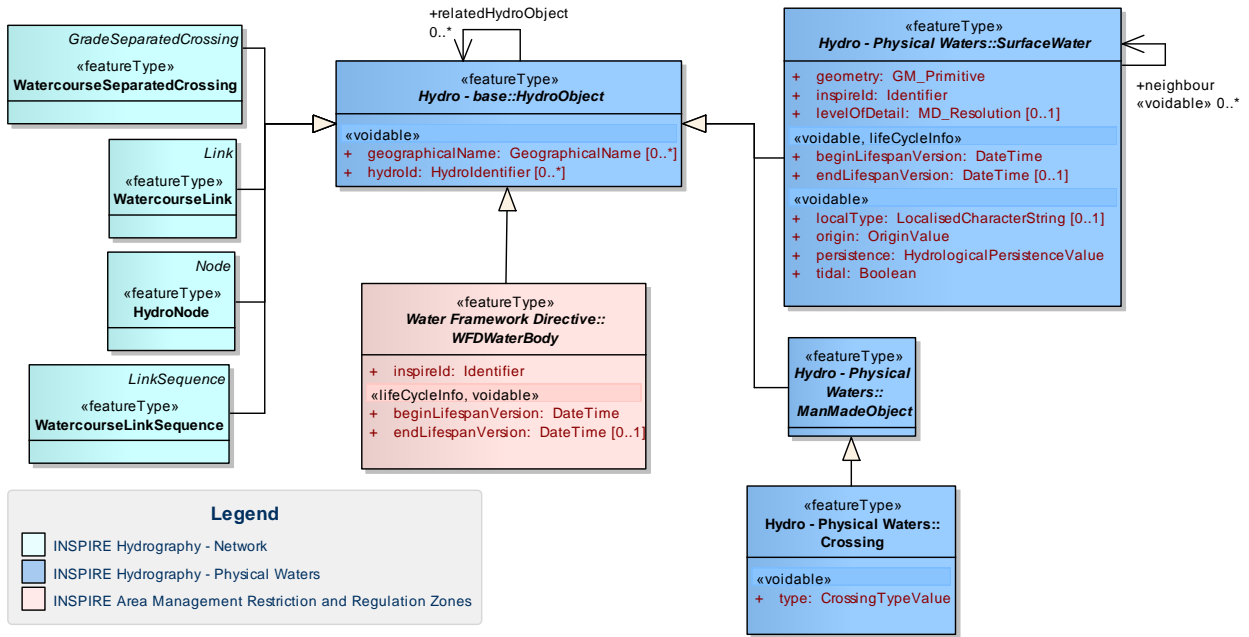 GradeSeparatedCrossing
«featureType»
WatercourseSeparatedCrossing
Link
«featureType»
WatercourseLink
Node
«featureType»
HydroNode
LinkSequence
«featureType»
WatercourseLinkSequence
+relatedHydroObject
0..*
«featureType»
Hydro - base::HydroObject
«voidable»
+ geographicalName: GeographicalName [0..*]
+ hydroId: HydroIdentifier [0..*]
«featureType»
Water Framework Directive::
WFDWaterBody
+ inspireId: Identifier
«lifeCycleInfo, voidable»
+ beginLifespanVersion: DateTime
+ endLifespanVersion: DateTime [0..1]
«featureType»
Hydro - Physical Waters::SurfaceWater
+ geometry: GM_Primitive
+ inspireId: Identifier
+ levelOfDetail: MD_Resolution [0..1]
«voidable, lifeCycleInfo»
+ beginLifespanVersion: DateTime
+ endLifespanVersion: DateTime [0..1]
«voidable»
+ localType: LocalisedCharacterString [0..1]
+ origin: OriginValue
+ persistence: HydrologicalPersistenceValue
+ tidal: Boolean
+neighbour
«voidable» 0..*
«featureType»
Hydro - Physical
Waters::
ManMadeObject
«featureType»
Hydro - Physical Waters::
Crossing
«voidable»
+ type: CrossingTypeValue
Legend
INSPIRE Hydrography - Network
INSPIRE Hydrography - Physical Waters
INSPIRE Area Management Restriction and Regulation Zones